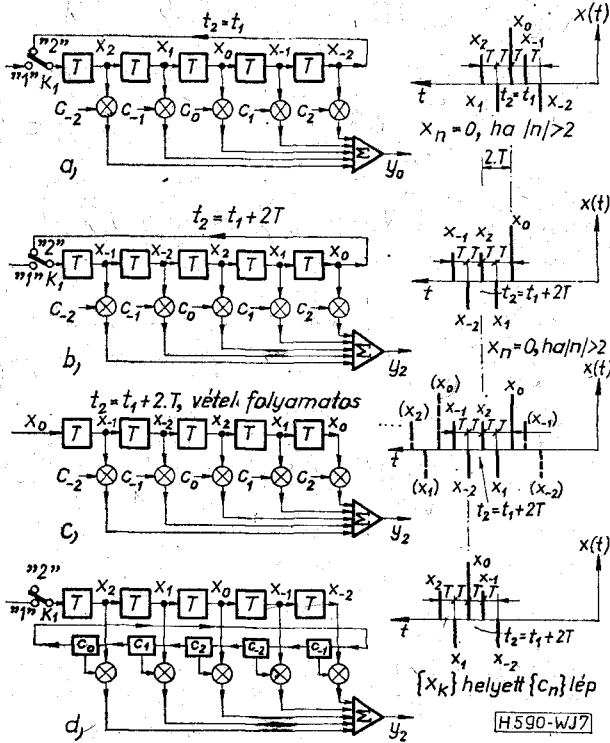 t₂ = t₁
"2" x₂ x₁ x₀ x₋₁ x₋₂
"1" K₁ T T T T T
C₋₂ C₋₁ C₀ C₁ C₂
Σ
a, y₀
x(t)
x₀
x₂ x₋₁
T T T T
t t₂=t₁
x₁ x₋₂
xₙ=0, ha |n|>2
2.T
t₂ = t₁ + 2T
"2" x₋₁ x₋₂ x₂ x₁ x₀
"1" K₁ T T T T T
C₋₂ C₋₁ C₀ C₁ C₂
Σ
b, y₂
x(t)
x₀
x₋₁ x₂
T T T T
t t₂=t₁+2T
x₋₂ x₁
xₙ=0, ha |n|>2
t₂ = t₁ + 2.T, vétel folyamatos
x₀ x₋₁ x₋₂ x₂ x₁ x₀
T T T T T
C₋₂ C₋₁ C₀ C₁ C₂
Σ
c, y₂
x(t)
(x₀) x₀
(x₂) x₋₁ x₂ (x₋₁)
T T T T
t
(x₁) x₋₂ x₁ (x₋₂)
t₂=t₁+2T
"2" x₂ x₁ x₀ x₋₁ x₋₂
"1" K₁ T T T T T
C₀ C₁ C₂ C₋₂ C₋₁
Σ
d, y₂
x(t)
x₀
x₂ x₋₁
T T T T
t t₂=t₁+2T
x₁ x₋₂
{xₖ} helyett {cₙ} lép
H590-WJ7